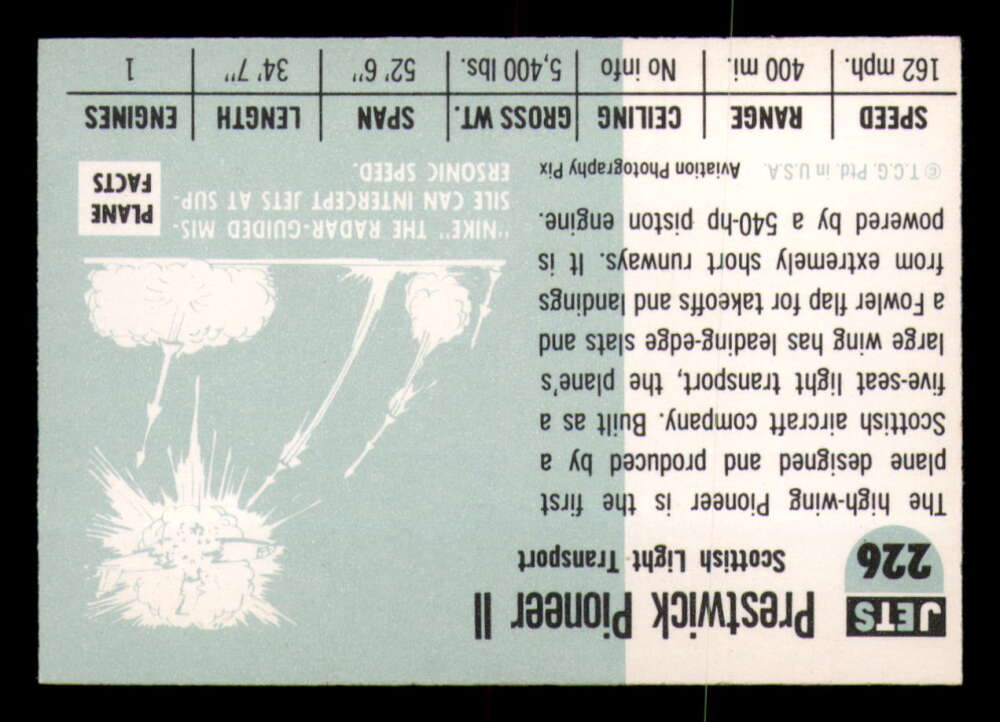 JETS
226
Prestwick Pioneer II
Scottish Light Transport
The high-wing Pioneer is the first
plane designed and produced by a
Scottish aircraft company. Built as a
five-seat light transport, the plane's
large wing has leading-edge slats and
a Fowler flap for takeoffs and landings
from extremely short runways. It is
powered by a 540-hp piston engine.
© T.C.G. Ptd. in U.S.A. Aviation Photography Pix
"NIKE" THE RADAR-GUIDED MIS-
SILE CAN INTERCEPT JETS AT SUP-
ERSONIC SPEED.
PLANE
FACTS
SPEED RANGE CEILING GROSS WT. SPAN LENGTH ENGINES
162 mph. 400 mi. No info 5,400 lbs. 52' 6" 34' 7" 1